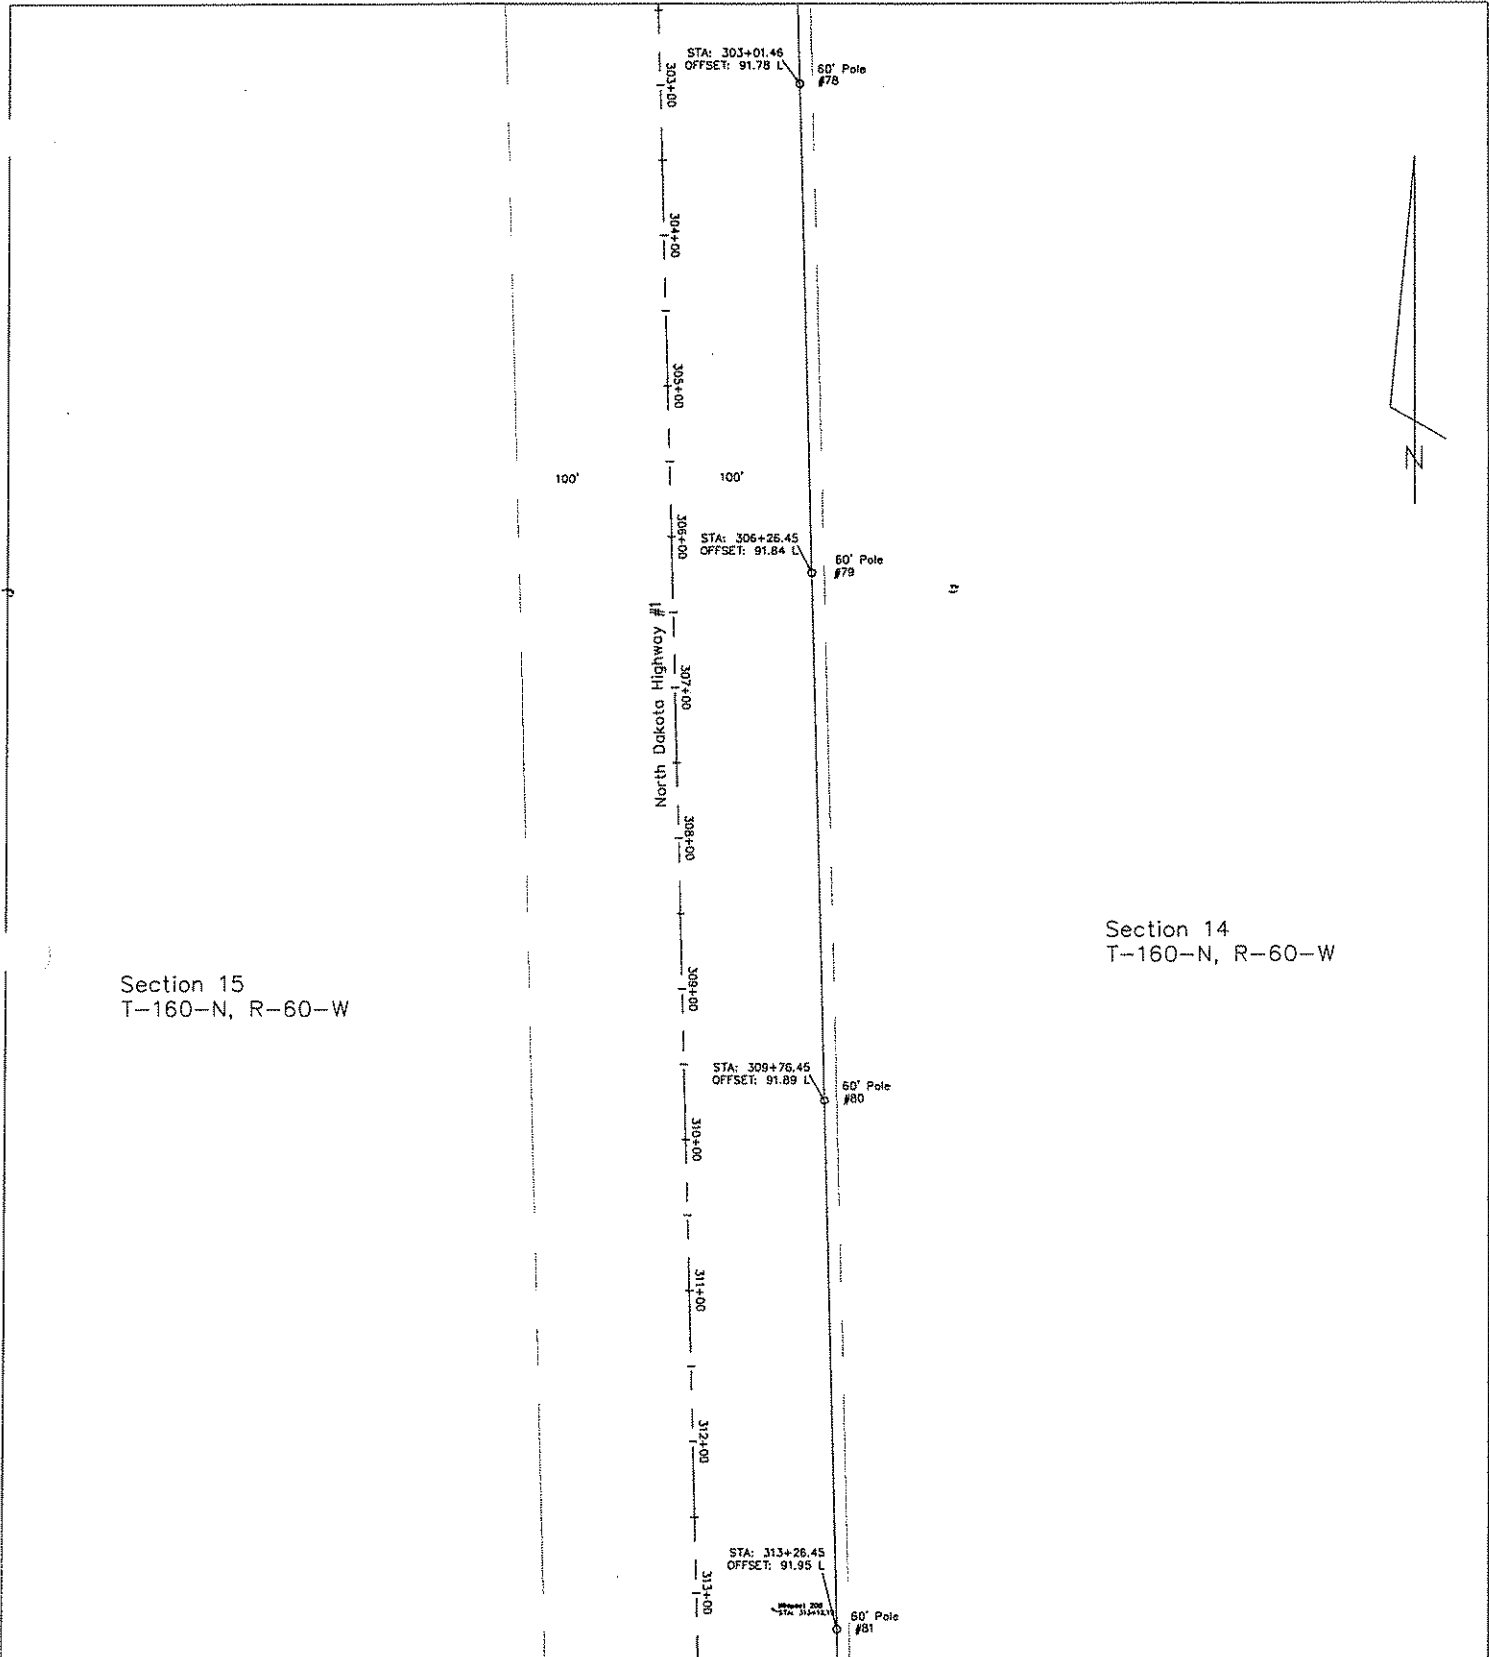 STA: 303+01.46
OFFSET: 91.78 L
60' Pole
#78
303+00
304+00
305+00
100'
100'
306+00
STA: 306+26.45
OFFSET: 91.84 L
60' Pole
#79
N
North Dakota Highway #1
307+00
308+00
Section 14
T-160-N, R-60-W
Section 15
T-160-N, R-60-W
309+00
STA: 309+76.45
OFFSET: 91.89 L
60' Pole
#80
310+00
311+00
312+00
STA: 313+26.45
OFFSET: 91.95 L
313+00
60' Pole
#81